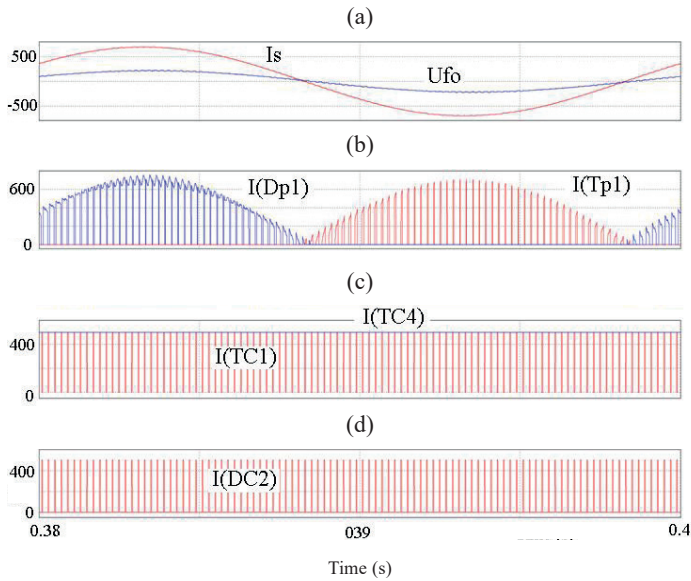 (a)
500
Is
Ufo
-500
(b)
600
I(Dp1)
I(Tp1)
0
(c)
I(TC4)
400
I(TC1)
0
(d)
400
I(DC2)
0
0.38
039
0.4
Time (s)